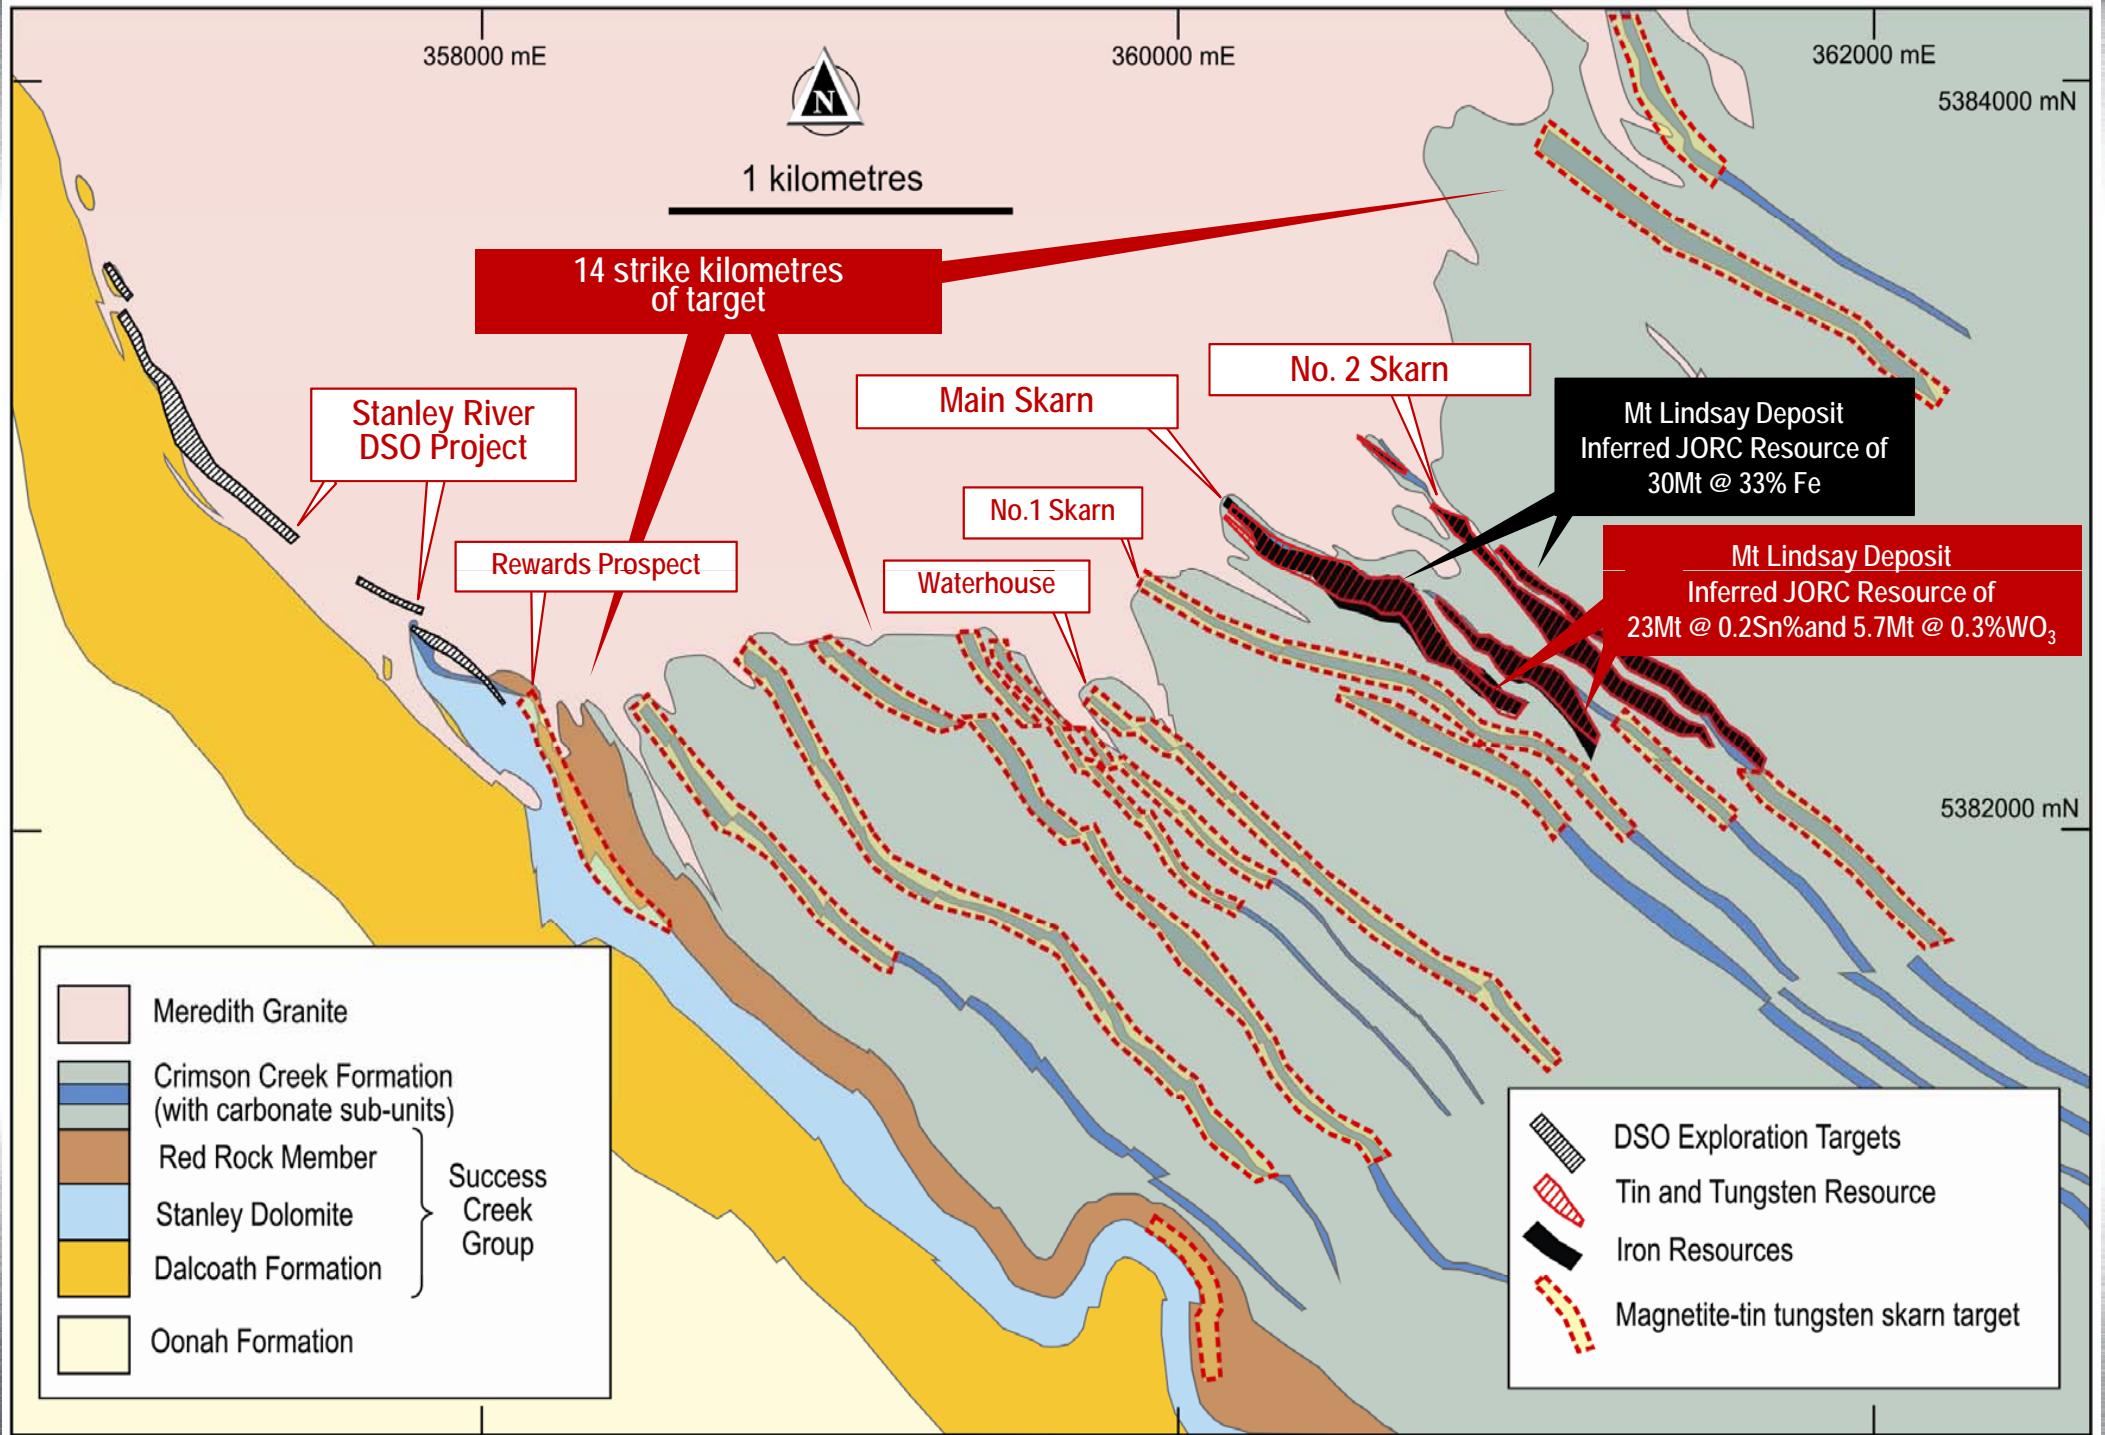 358000 mE
360000 mE
362000 mE
5384000 mN
N
1 kilometres
14 strike kilometres
of target
No. 2 Skarn
Main Skarn
Stanley River
DSO Project
Mt Lindsay Deposit
Inferred JORC Resource of
30Mt @ 33% Fe
No.1 Skarn
Rewards Prospect
Waterhouse
Mt Lindsay Deposit
Inferred JORC Resource of
23Mt @ 0.2Sn%and 5.7Mt @ 0.3%WO₃
5382000 mN
Meredith Granite
Crimson Creek Formation
(with carbonate sub-units)
Red Rock Member
Stanley Dolomite
Dalcoath Formation
Success
Creek
Group
Oonah Formation
DSO Exploration Targets
Tin and Tungsten Resource
Iron Resources
Magnetite-tin tungsten skarn target